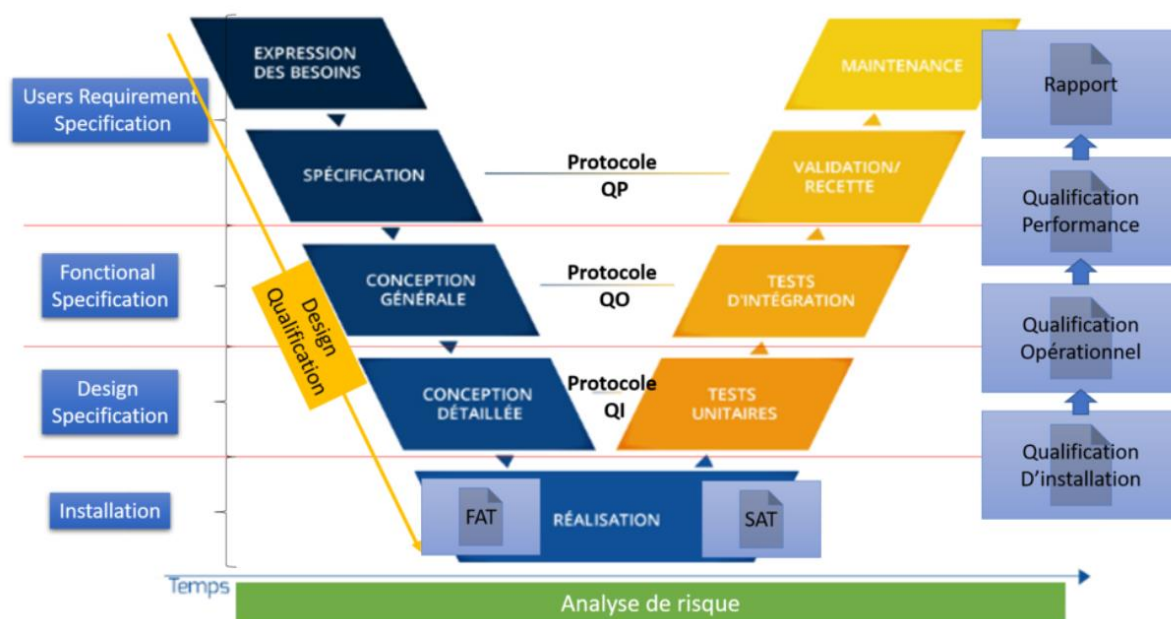 EXPRESSION
DES BESOINS
MAINTENANCE
Rapport
Users Requirement
Specification
SPÉCIFICATION
Protocole
QP
VALIDATION/
RECETTE
Qualification
Performance
Fonctional
Specification
Design
Qualification
CONCEPTION
GÉNÉRALE
Protocole
QO
TESTS
D'INTÉGRATION
Qualification
Opérationnel
Design
Specification
CONCEPTION
DÉTAILLÉE
Protocole
QI
TESTS
UNITAIRES
Qualification
D'installation
Installation
FAT
RÉALISATION
SAT
Temps
Analyse de risque